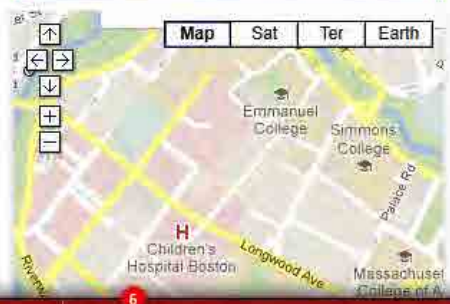 Map Sat Ter Earth
Emmanuel
College
Simmons
College
Palace Rd
H
Children's
Hospital Boston
Longwood Ave
Massachuset
College of A
Riverw
6